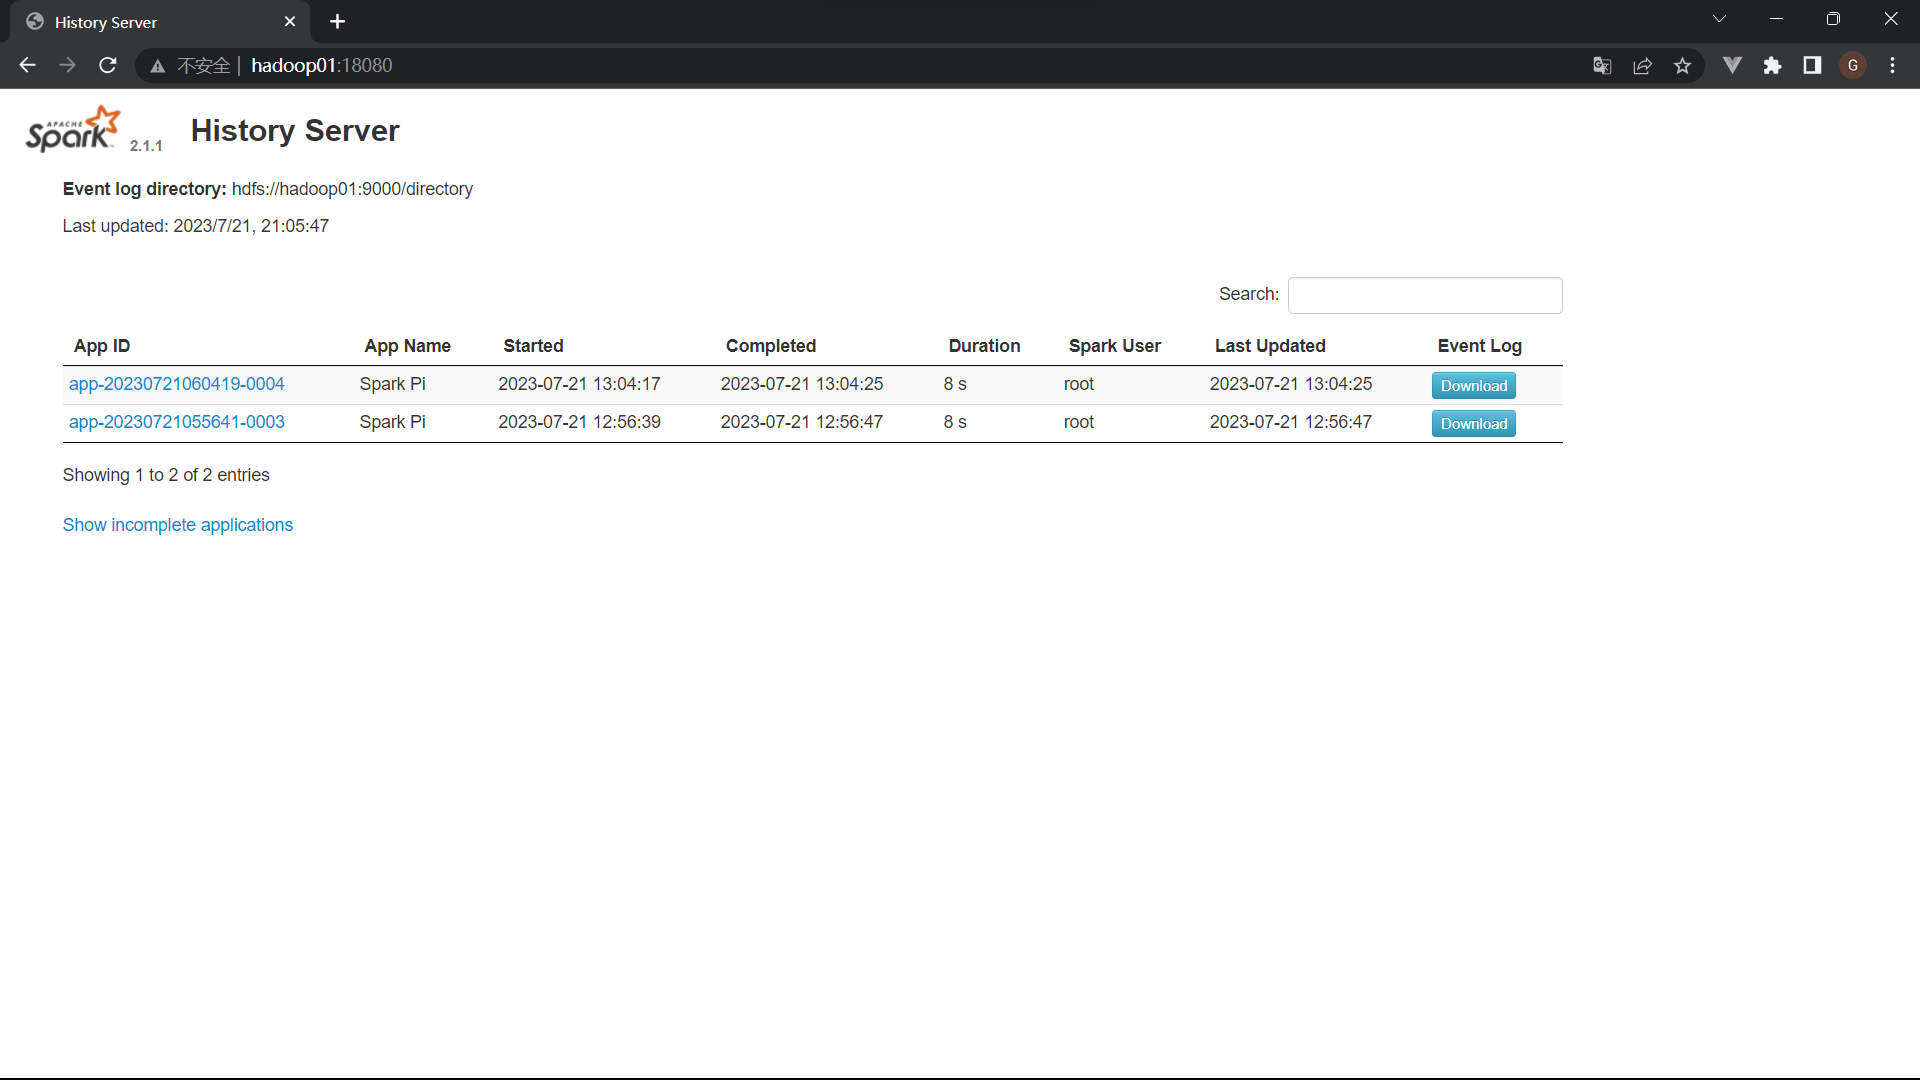 History Server
不安全 | hadoop01:18080
G
APACHE
Spark 2.1.1 History Server
Event log directory: hdfs://hadoop01:9000/directory
Last updated: 2023/7/21, 21:05:47
Search:
App ID App Name Started Completed Duration Spark User Last Updated Event Log
app-20230721060419-0004 Spark Pi 2023-07-21 13:04:17 2023-07-21 13:04:25 8 s root 2023-07-21 13:04:25 Download
app-20230721055641-0003 Spark Pi 2023-07-21 12:56:39 2023-07-21 12:56:47 8 s root 2023-07-21 12:56:47 Download
Showing 1 to 2 of 2 entries
Show incomplete applications